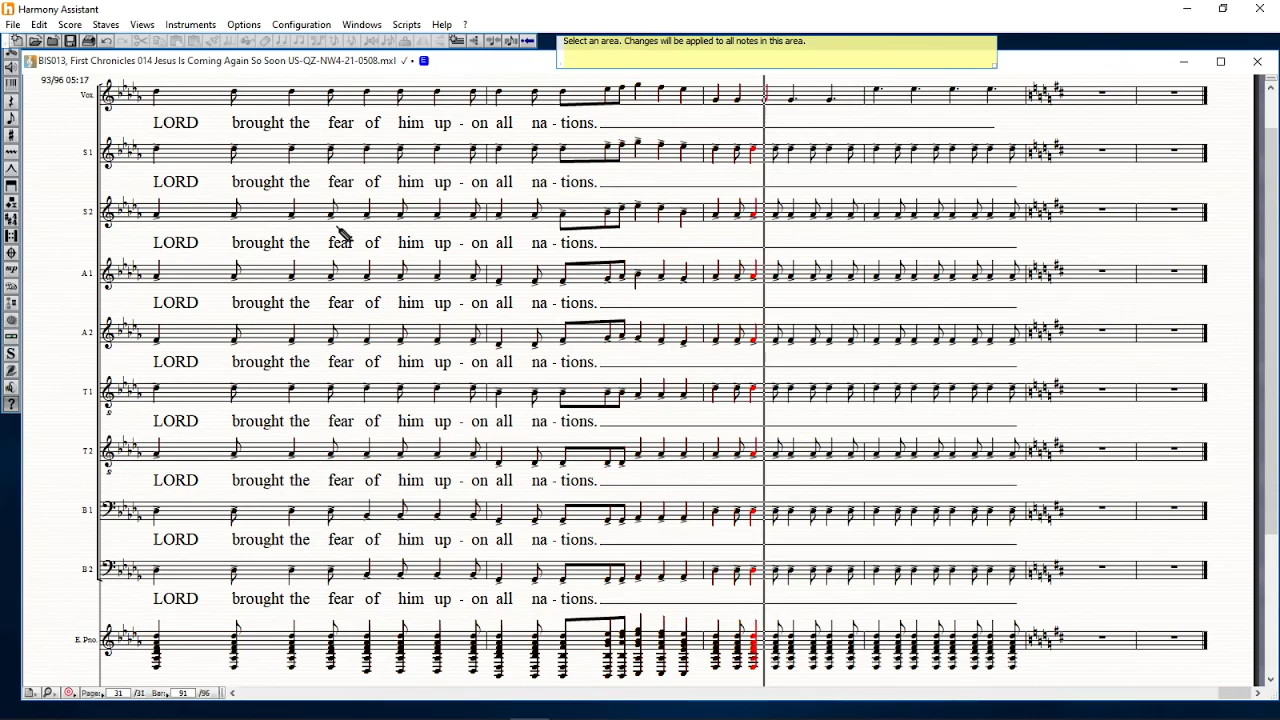 Harmony Assistant
File Edit Score Staves Views Instruments Options Configuration Windows Scripts Help ?
Select an area. Changes will be applied to all notes in this area.
BIS013, First Chronicles 014 Jesus Is Coming Again So Soon US-QZ-NW4-21-0508.mxl
93/96 05:17
Vox.
LORD brought the fear of him up - on all na - tions.
S 1
LORD brought the fear of him up - on all na - tions.
S 2
LORD brought the fear of him up - on all na - tions.
A 1
LORD brought the fear of him up - on all na - tions.
A 2
LORD brought the fear of him up - on all na - tions.
T 1
LORD brought the fear of him up - on all na - tions.
T 2
LORD brought the fear of him up - on all na - tions.
B 1
LORD brought the fear of him up - on all na - tions.
B 2
LORD brought the fear of him up - on all na - tions.
E. Pno.
Page: 31 /31 Bar: 91 /96